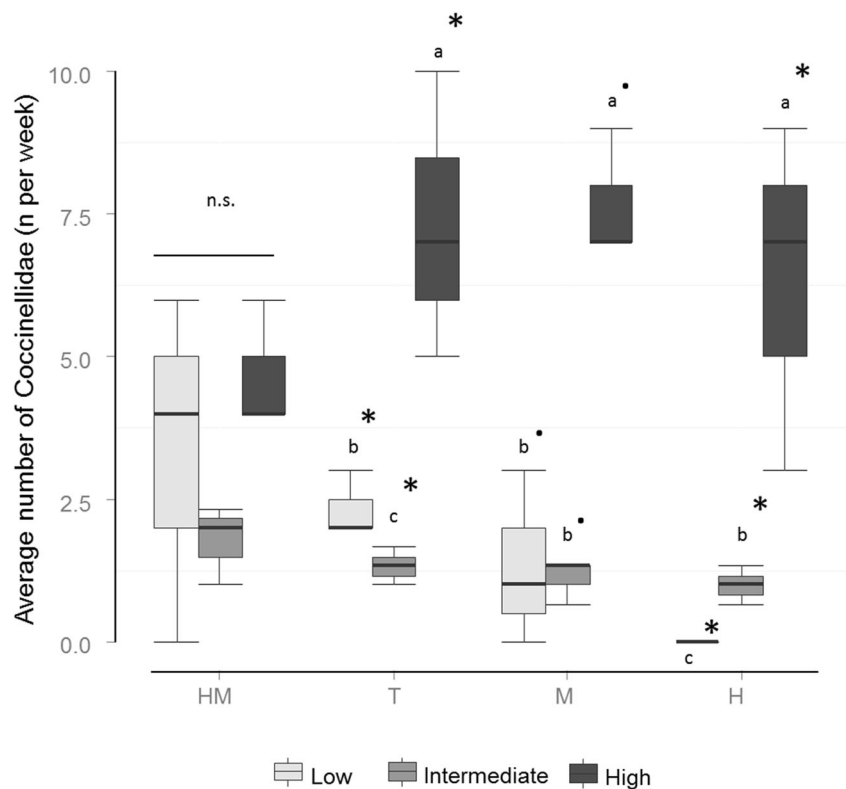 Average number of Coccinellidae (n per week)
10.0
7.5
5.0
2.5
0.0
n.s.
a *
a •
a *
b *
c *
b •
b •
b *
c *
HM T M H
Low Intermediate High